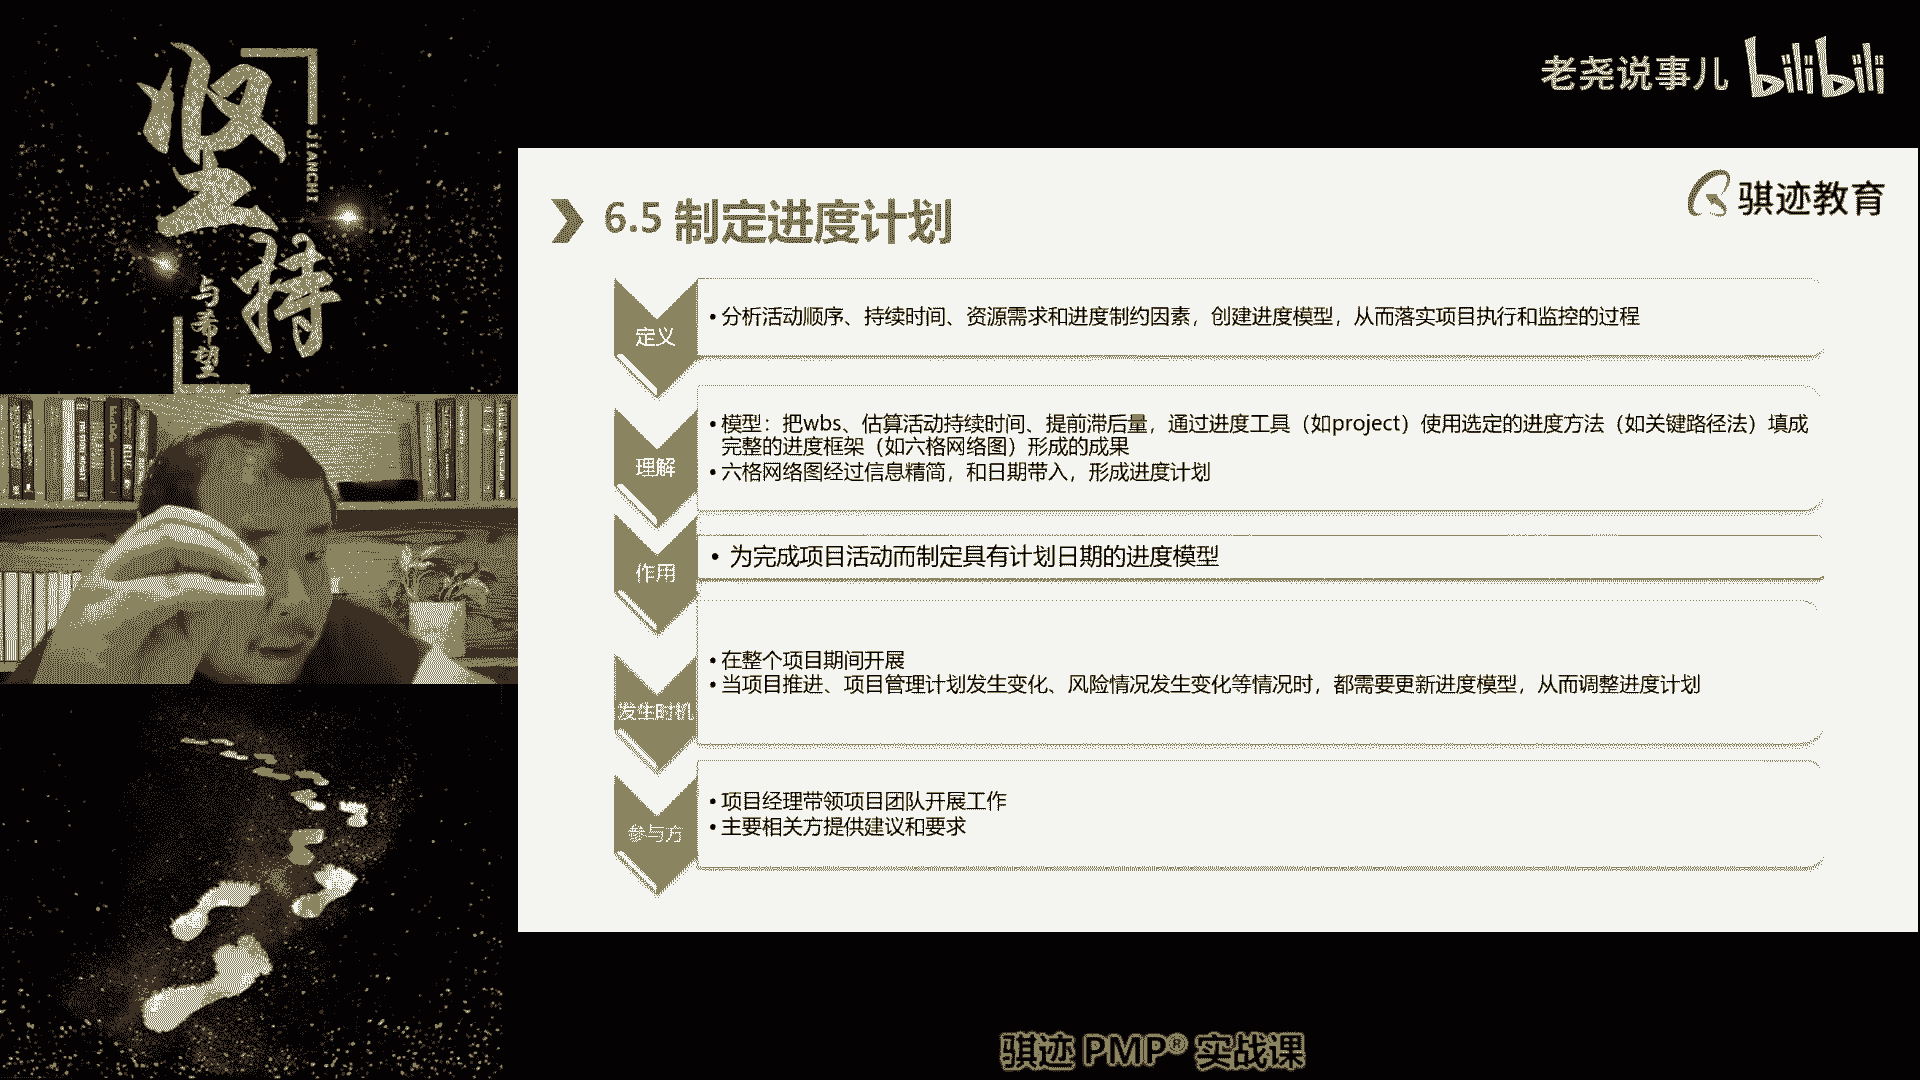 坚持
JIANCHI
与希望
老尧说事儿 bilibili
骐迹教育
6.5 制定进度计划
定义
•分析活动顺序、持续时间、资源需求和进度制约因素，创建进度模型，从而落实项目执行和监控的过程
理解
•模型：把wbs、估算活动持续时间、提前滞后量，通过进度工具（如project）使用选定的进度方法（如关键路径法）填成
完整的进度框架（如六格网络图）形成的成果
•六格网络图经过信息精简，和日期带入，形成进度计划
作用
•为完成项目活动而制定具有计划日期的进度模型
发生时机
•在整个项目期间开展
•当项目推进、项目管理计划发生变化、风险情况发生变化等情况时，都需要更新进度模型，从而调整进度计划
参与方
•项目经理带领项目团队开展工作
•主要相关方提供建议和要求
骐迹 PMP® 实战课